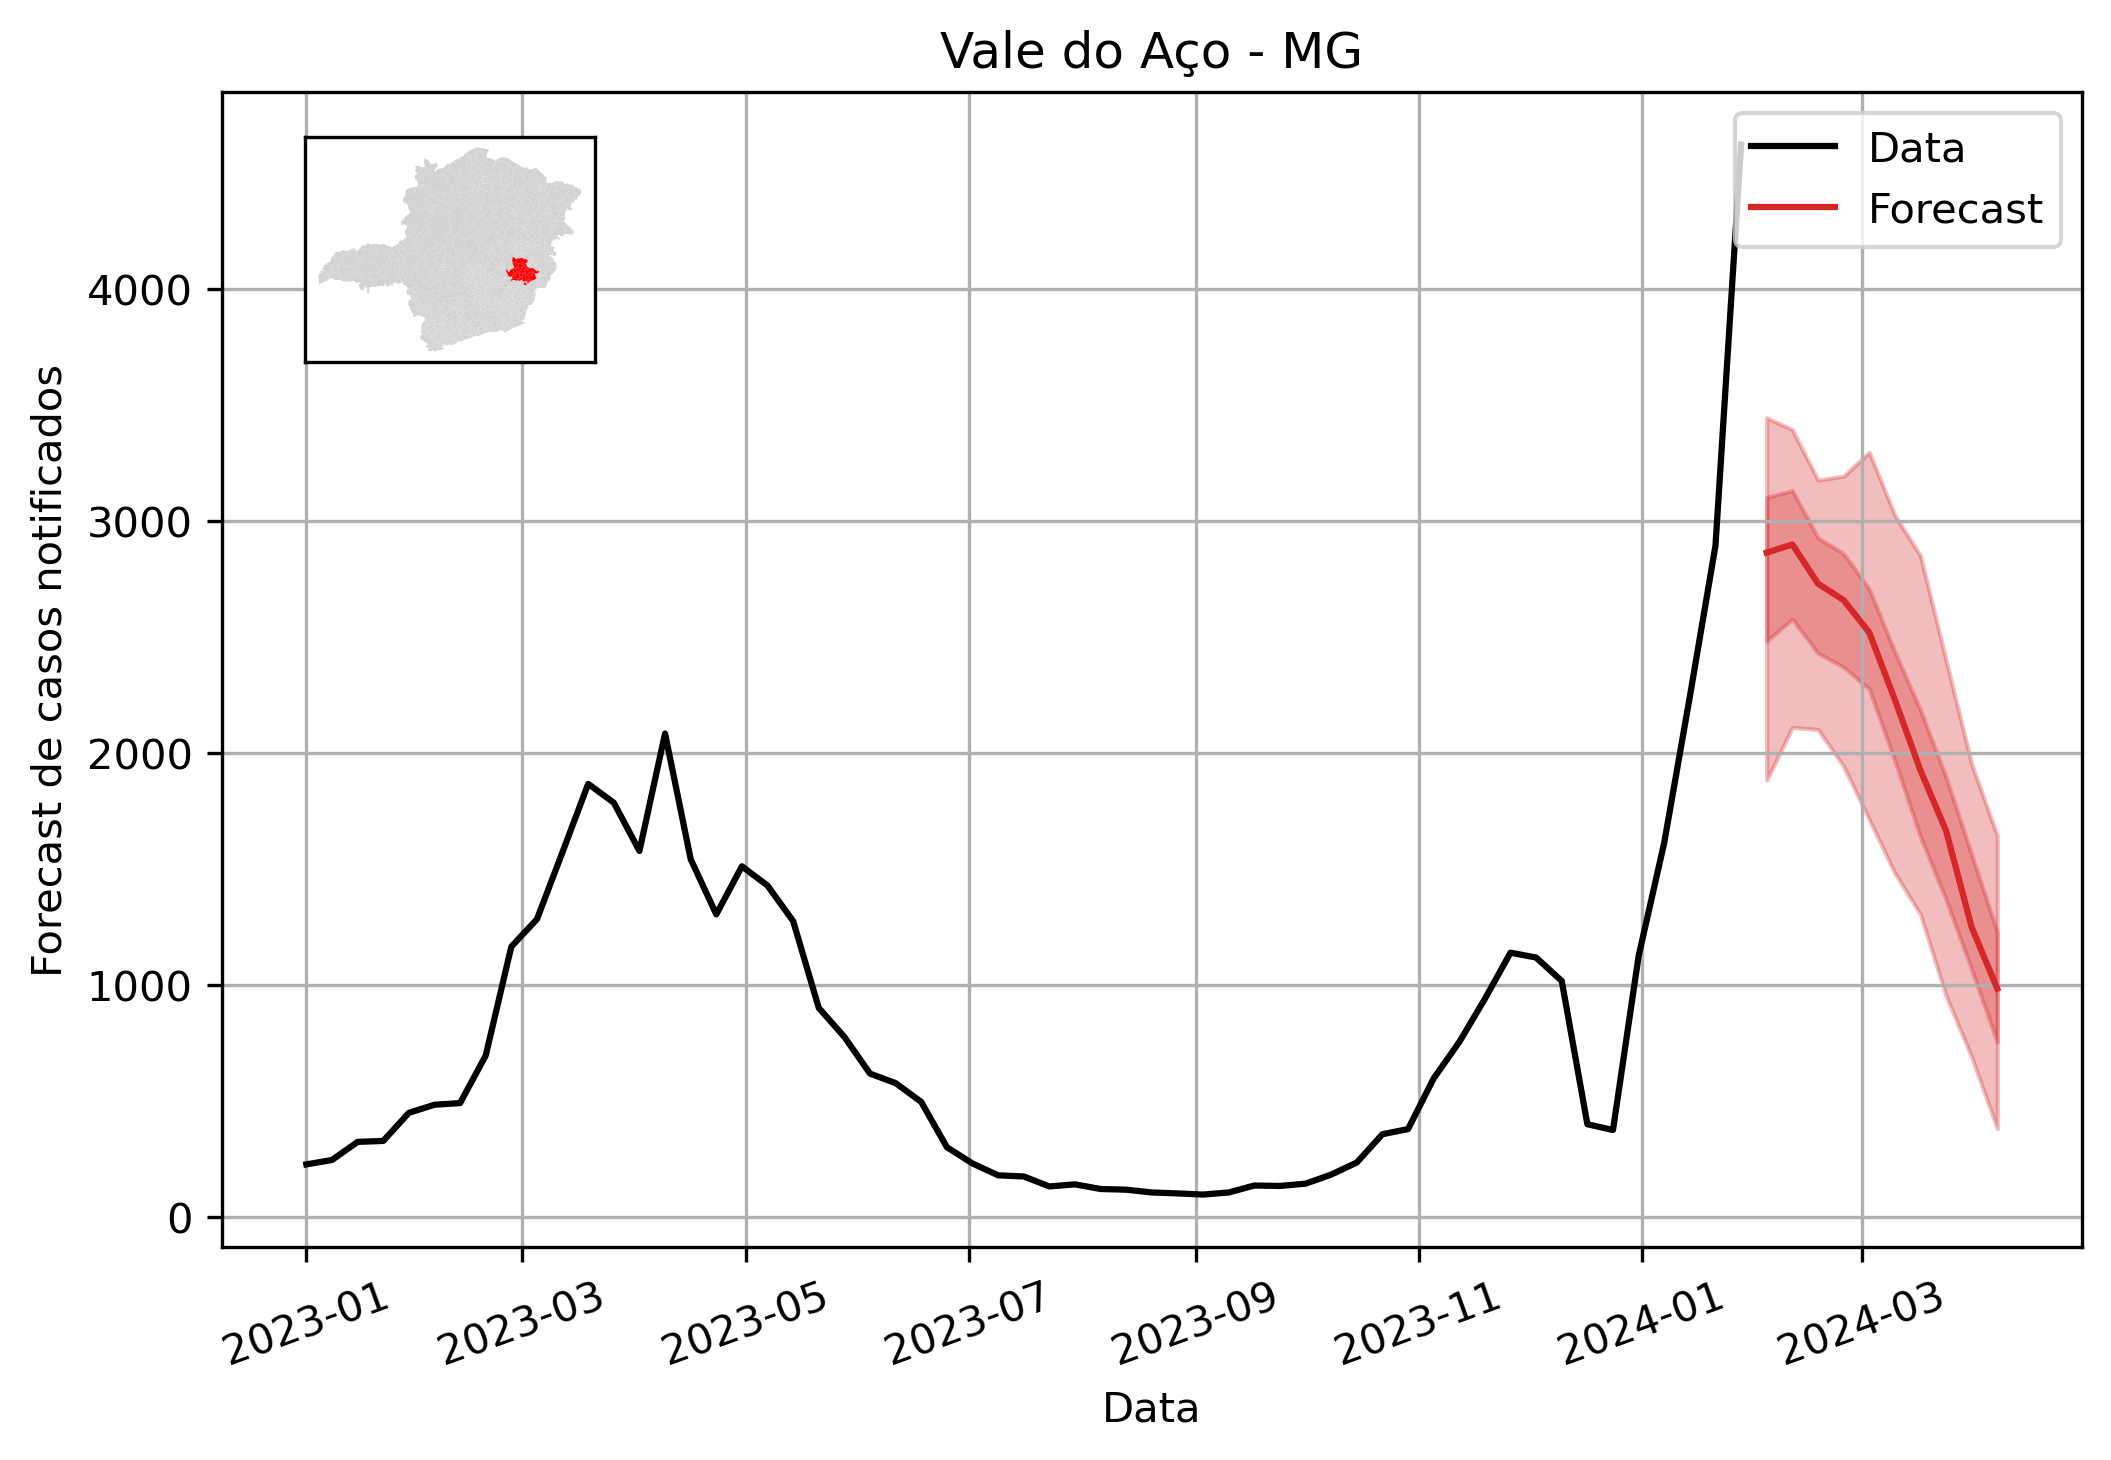 Vale do Aço - MG
Data
Forecast
Forecast de casos notificados
4000
3000
2000
1000
0
2023-01
2023-03
2023-05
2023-07
2023-09
2023-11
2024-01
2024-03
Data